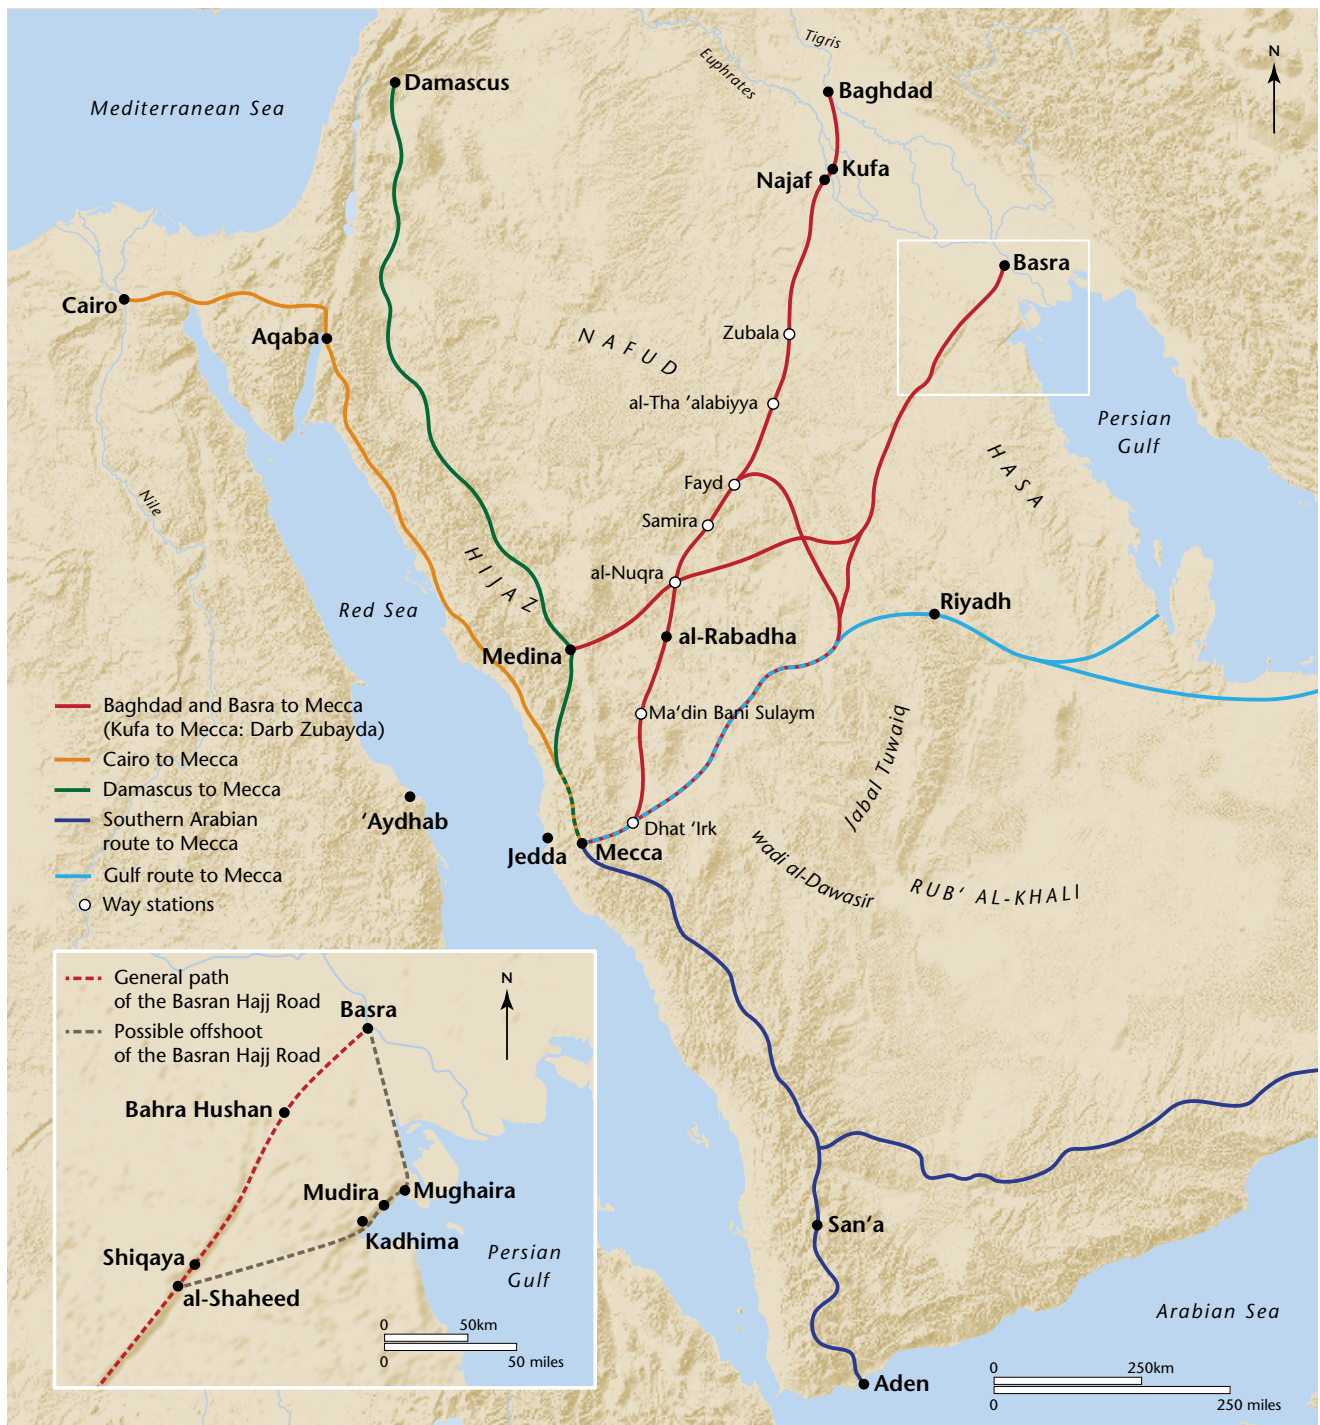 Tigris
Euphrates
N
Damascus
Baghdad
Mediterranean Sea
Kufa
Najaf
Basra
Cairo
Aqaba
Zubala
NAFUD
al-Tha ‘alabiyya
Persian
Gulf
HASA
Fayd
Nile
Samira
HIJAZ
al-Nuqra
Red Sea
Riyadh
al-Rabadha
Medina
Ma‘din Bani Sulaym
Jabal Tuwaiq
Baghdad and Basra to Mecca
(Kufa to Mecca: Darb Zubayda)
Cairo to Mecca
Damascus to Mecca
Southern Arabian
route to Mecca
Gulf route to Mecca
Way stations
‘Aydhab
Dhat ‘Irk
Jedda
Mecca
wadi al-Dawasir
RUB‘ AL-KHALI
General path
of the Basran Hajj Road
Possible offshoot
of the Basran Hajj Road
N
Basra
Bahra Hushan
Mudira
Mughaira
Kadhima
Shiqaya
al-Shaheed
Persian
Gulf
0 50km
0 50 miles
San‘a
Arabian Sea
Aden
0 250km
0 250 miles